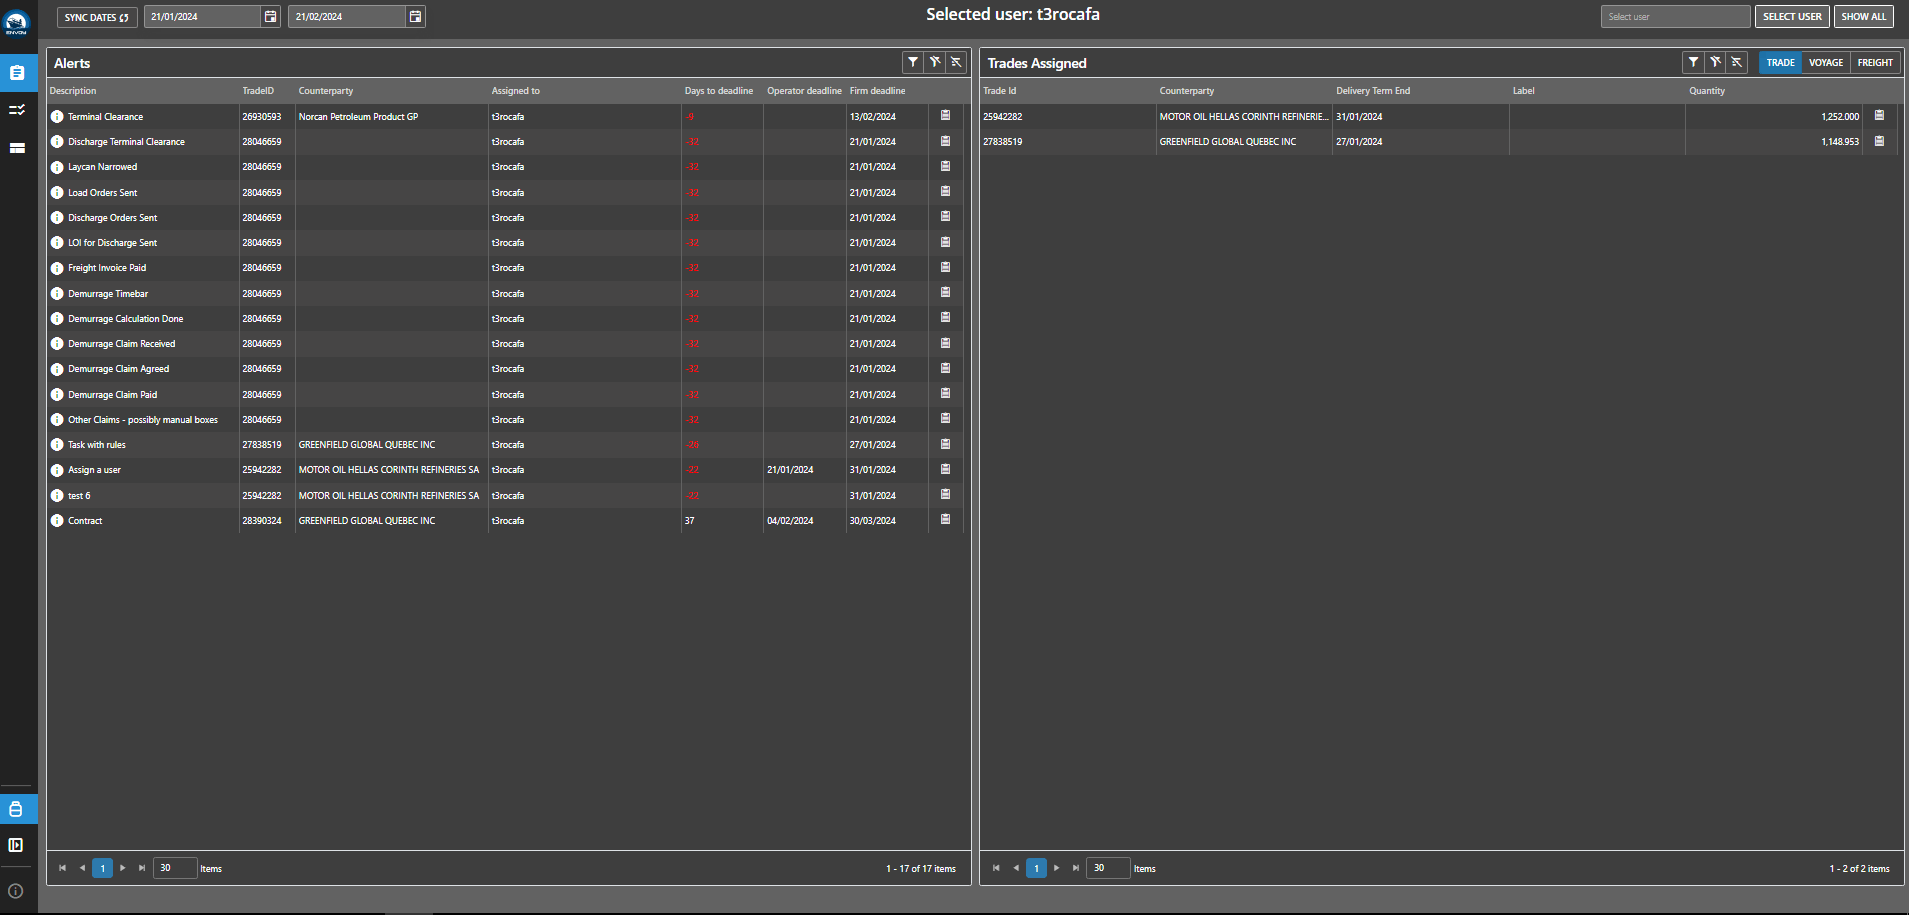 ENVOY
SYNC DATES 21/01/2024 21/02/2024 Selected user: t3rocafa Select user SELECT USER SHOW ALL
Alerts
Description TradeID Counterparty Assigned to Days to deadline Operator deadline Firm deadline
Terminal Clearance 26930593 Norcan Petroleum Product GP t3rocafa -9 13/02/2024
Discharge Terminal Clearance 28046659 t3rocafa -32 21/01/2024
Laycan Narrowed 28046659 t3rocafa -32 21/01/2024
Load Orders Sent 28046659 t3rocafa -32 21/01/2024
Discharge Orders Sent 28046659 t3rocafa -32 21/01/2024
LOI for Discharge Sent 28046659 t3rocafa -32 21/01/2024
Freight Invoice Paid 28046659 t3rocafa -32 21/01/2024
Demurrage Timebar 28046659 t3rocafa -32 21/01/2024
Demurrage Calculation Done 28046659 t3rocafa -32 21/01/2024
Demurrage Claim Received 28046659 t3rocafa -32 21/01/2024
Demurrage Claim Agreed 28046659 t3rocafa -32 21/01/2024
Demurrage Claim Paid 28046659 t3rocafa -32 21/01/2024
Other Claims - possibly manual boxes 28046659 t3rocafa -32 21/01/2024
Task with rules 27838519 GREENFIELD GLOBAL QUEBEC INC t3rocafa -26 27/01/2024
Assign a user 25942282 MOTOR OIL HELLAS CORINTH REFINERIES SA t3rocafa -22 21/01/2024 31/01/2024
test 6 25942282 MOTOR OIL HELLAS CORINTH REFINERIES SA t3rocafa -22 31/01/2024
Contract 28390324 GREENFIELD GLOBAL QUEBEC INC t3rocafa 37 04/02/2024 30/03/2024
1 30 Items 1 - 17 of 17 items
Trades Assigned TRADE VOYAGE FREIGHT
Trade Id Counterparty Delivery Term End Label Quantity
25942282 MOTOR OIL HELLAS CORINTH REFINERIE... 31/01/2024 1,252.000
27838519 GREENFIELD GLOBAL QUEBEC INC 27/01/2024 1,148.953
1 30 Items 1 - 2 of 2 items